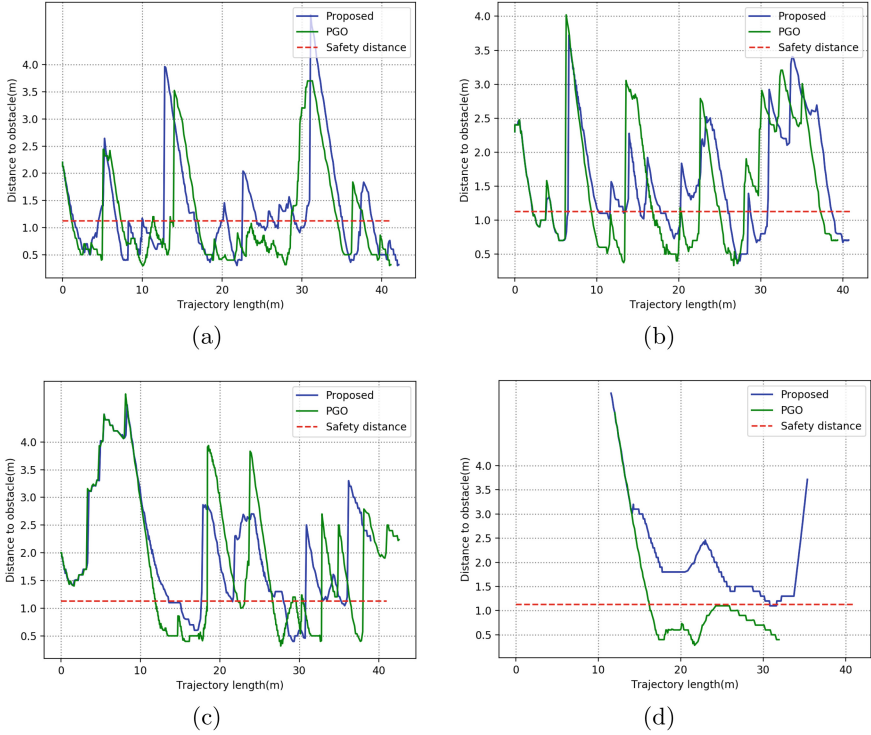 Proposed
PGO
Safety distance
4.0
3.5
3.0
2.5
2.0
1.5
1.0
0.5
Distance to obstacle(m)
0 10 20 30 40
Trajectory length(m)
(a)
Proposed
PGO
Safety distance
4.0
3.5
3.0
2.5
2.0
1.5
1.0
0.5
Distance to obstacle(m)
0 10 20 30 40
Trajectory length(m)
(b)
Proposed
PGO
Safety distance
4.0
3.5
3.0
2.5
2.0
1.5
1.0
0.5
Distance to obstacle(m)
0 10 20 30 40
Trajectory length(m)
(c)
Proposed
PGO
Safety distance
4.0
3.5
3.0
2.5
2.0
1.5
1.0
0.5
Distance to obstacle(m)
0 10 20 30 40
Trajectory length(m)
(d)